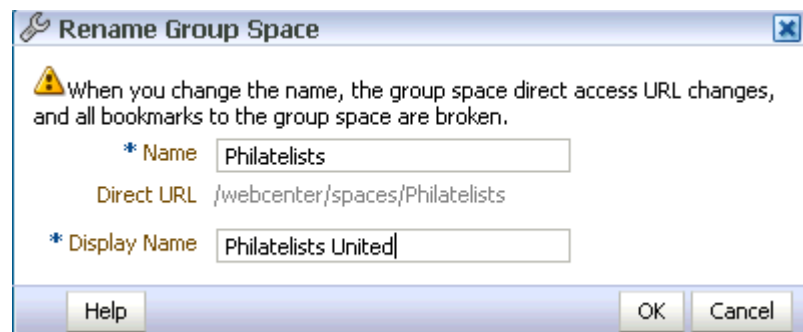 Rename Group Space
When you change the name, the group space direct access URL changes,
and all bookmarks to the group space are broken.
* Name Philatelists
Direct URL /webcenter/spaces/Philatelists
* Display Name Philatelists United
Help OK Cancel